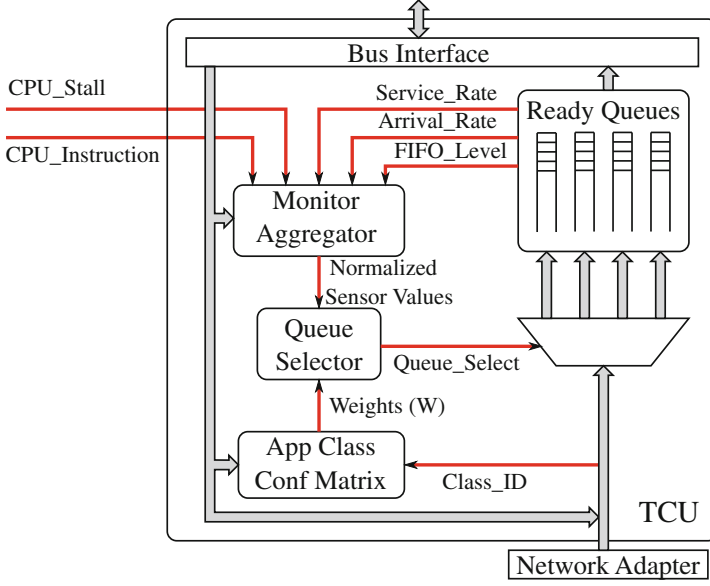 Bus Interface
CPU_Stall
Service_Rate
Ready Queues
Arrival_Rate
CPU_Instruction
FIFO_Level
Monitor
Aggregator
Normalized
Sensor Values
Queue
Selector
Queue_Select
Weights (W)
App Class
Conf Matrix
Class_ID
TCU
Network Adapter